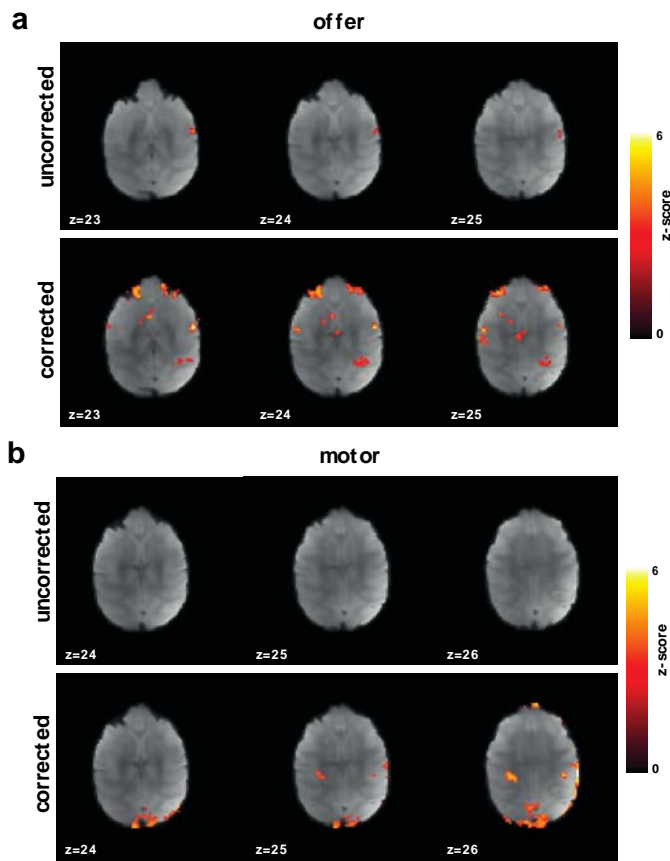 a
offer
uncorrected
z=23
z=24
z=25
corrected
z=23
z=24
z=25
6
z-score
0
b
motor
uncorrected
z=24
z=25
z=26
corrected
z=24
z=25
z=26
6
z-score
0